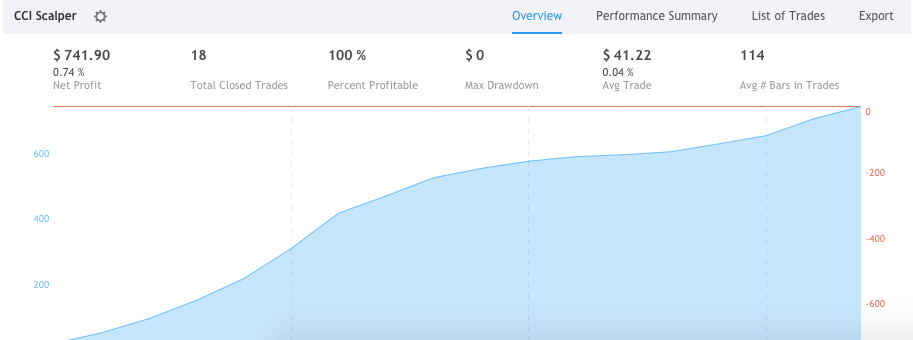 CCI Scalper Overview Performance Summary List of Trades Export
$ 741.90 18 100 % $ 0 $ 41.22 114
0.74 % 0.04 %
Net Profit Total Closed Trades Percent Profitable Max Drawdown Avg Trade Avg # Bars in Trades
0
600
-200
400
-400
200
-600